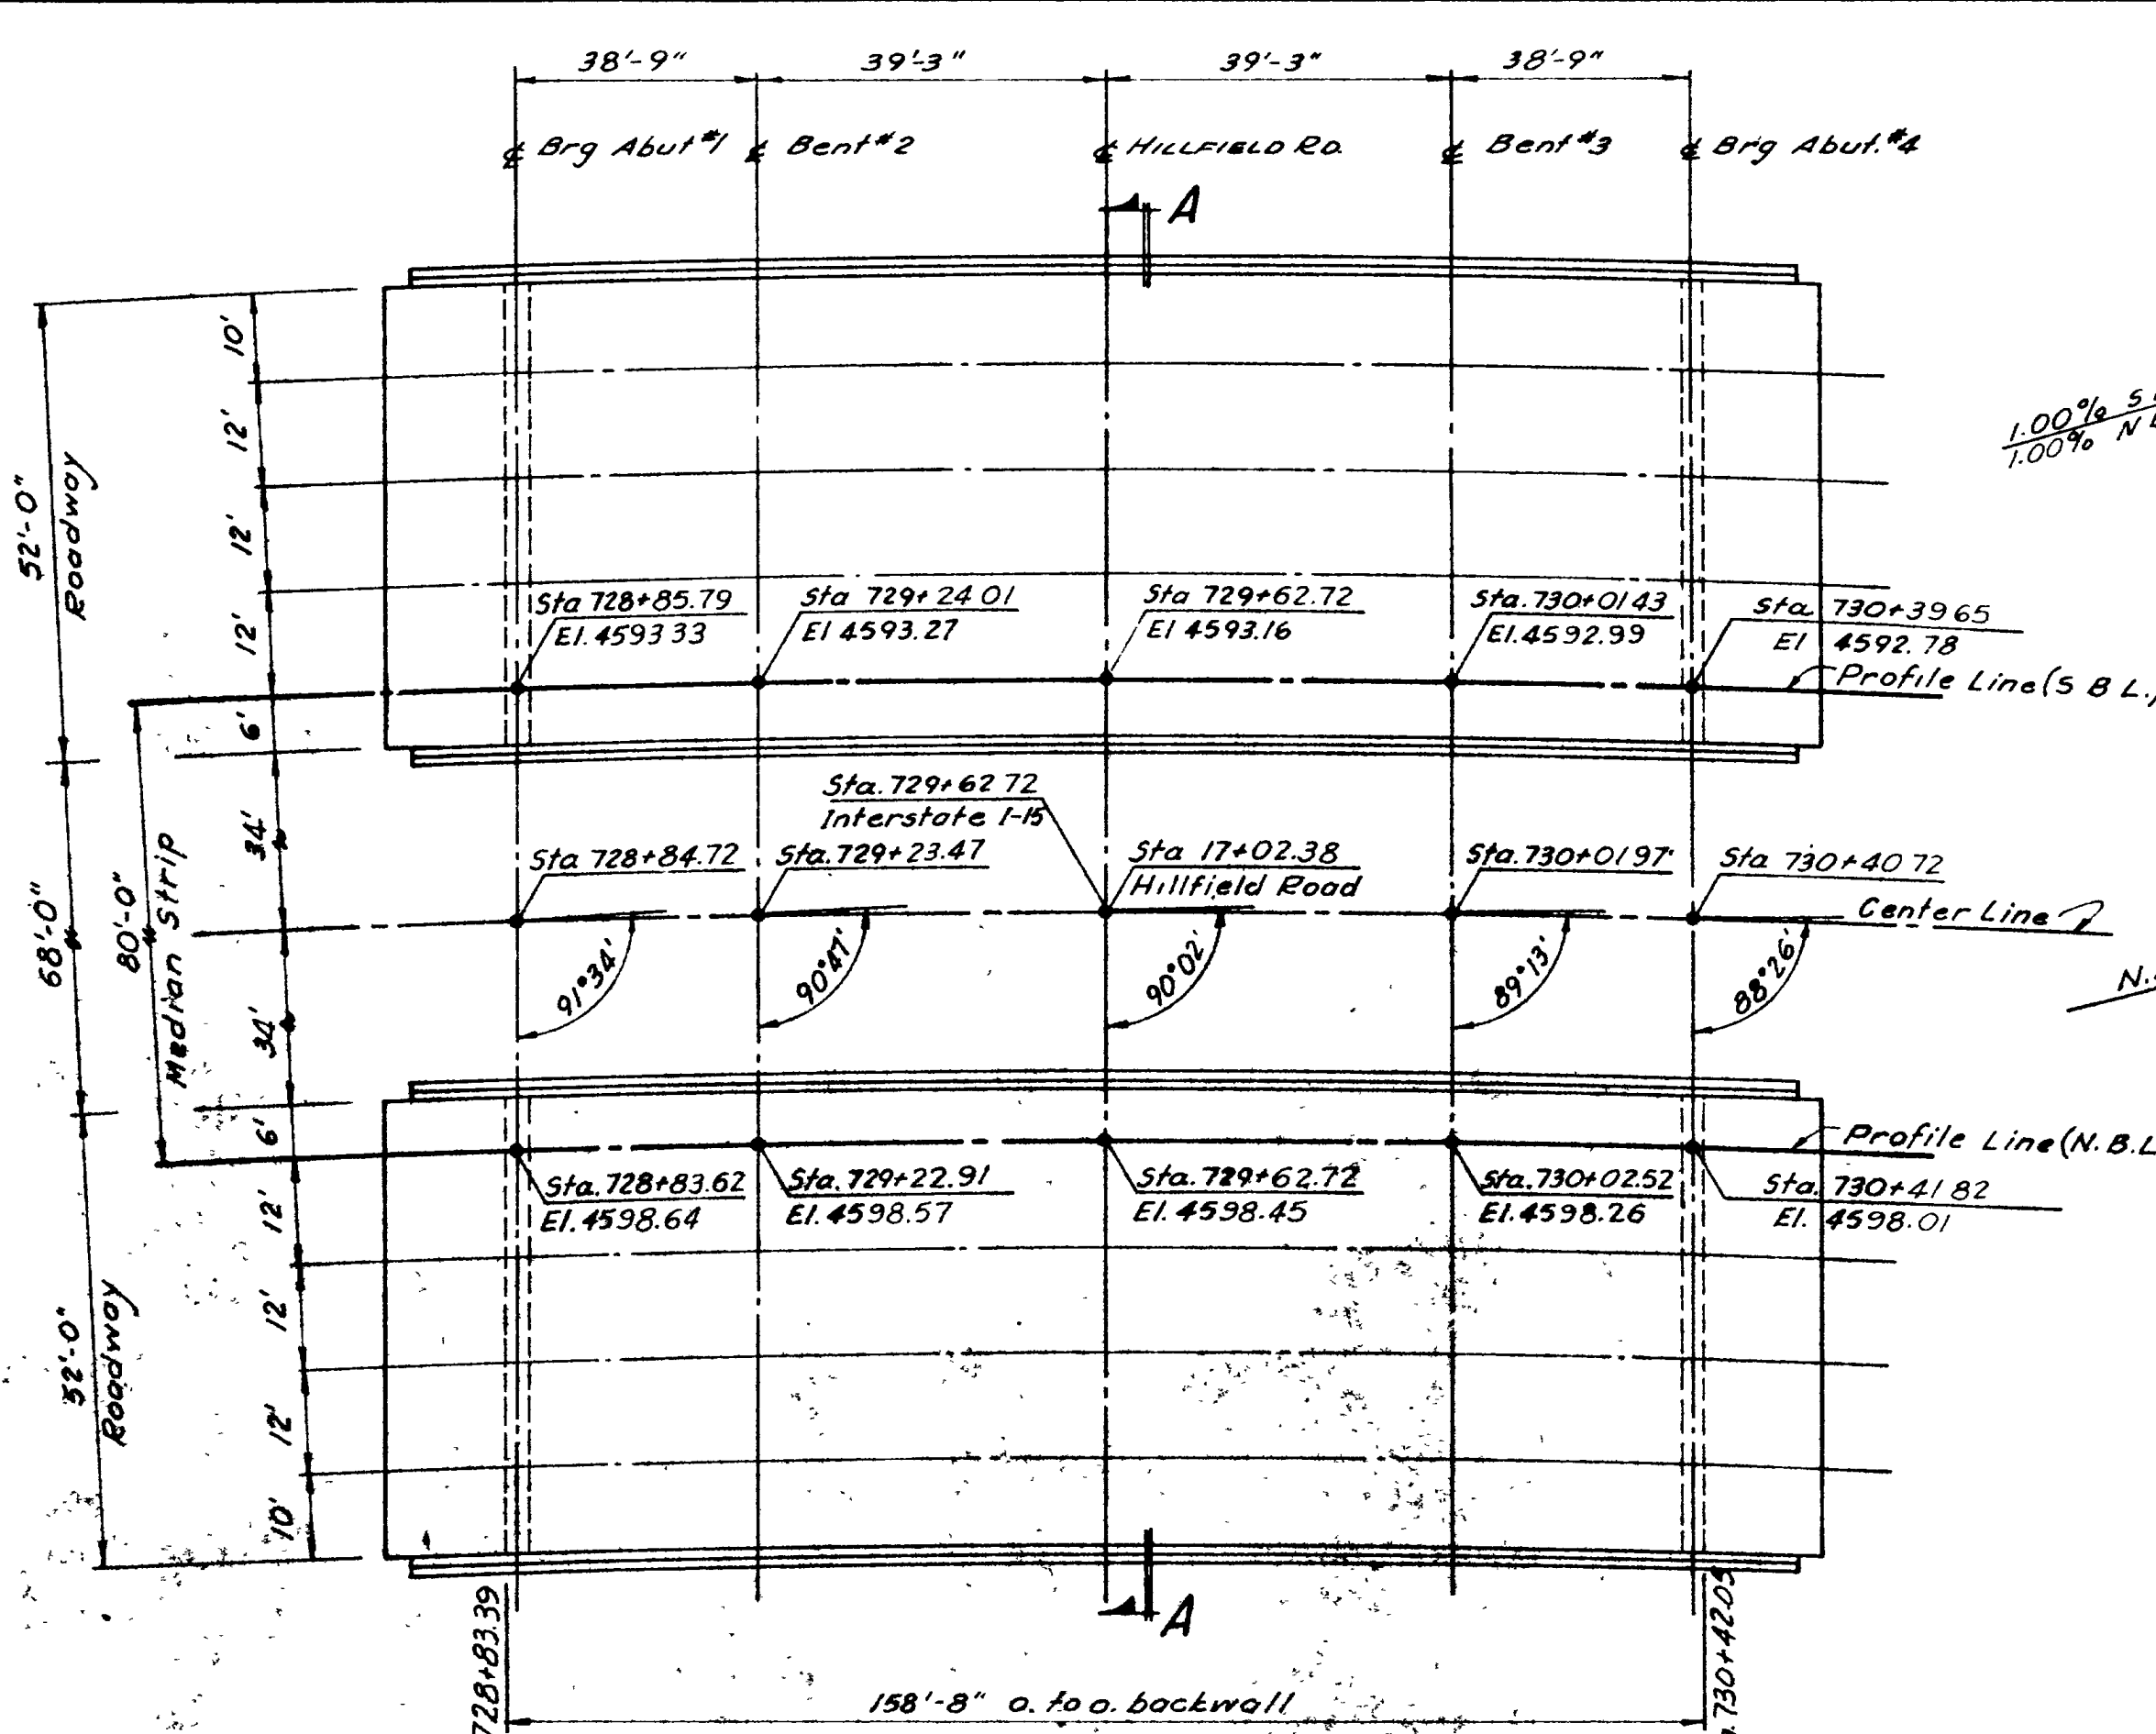 38'-9" 39'-3" 39'-3" 38'-9"
℄ Brg Abut #1 ℄ Bent #2 ℄ HILLFIELD RD. ℄ Bent #3 ℄ Brg Abut. #4
A
10'
12'
12'
12'
6'
52'-0"
Roadway
1.00%
1.00%
Sta 728+85.79
El. 4593 33
Sta 729+24 01
El 4593.27
Sta 729+62.72
El 4593.16
Sta. 730+01 43
El. 4592.99
Sta. 730+39 65
El 4592.78
Profile Line (S B L.)
34'
34'
68'-0"
80'-0"
Median Strip
Sta. 729+62 72
Interstate I-15
Sta 728+84.72
Sta. 729+23.47
Sta 17+02.38
Hillfield Road
Sta. 730+01 97
Sta 730+40 72
Center Line
91°34'
90°47'
90°02'
89°13'
88°26'
Profile Line (N.B.L
Sta. 728+83.62
El. 4598.64
Sta. 729+22.91
El. 4598.57
Sta. 729+62.72
El. 4598.45
Sta. 730+02.52
El. 4598.26
Sta. 730+41 82
El. 4598.01
6'
12'
12'
12'
10'
52'-0"
Roadway
A
728+83.39
158'-8" o. to o. backwall
730+42.05